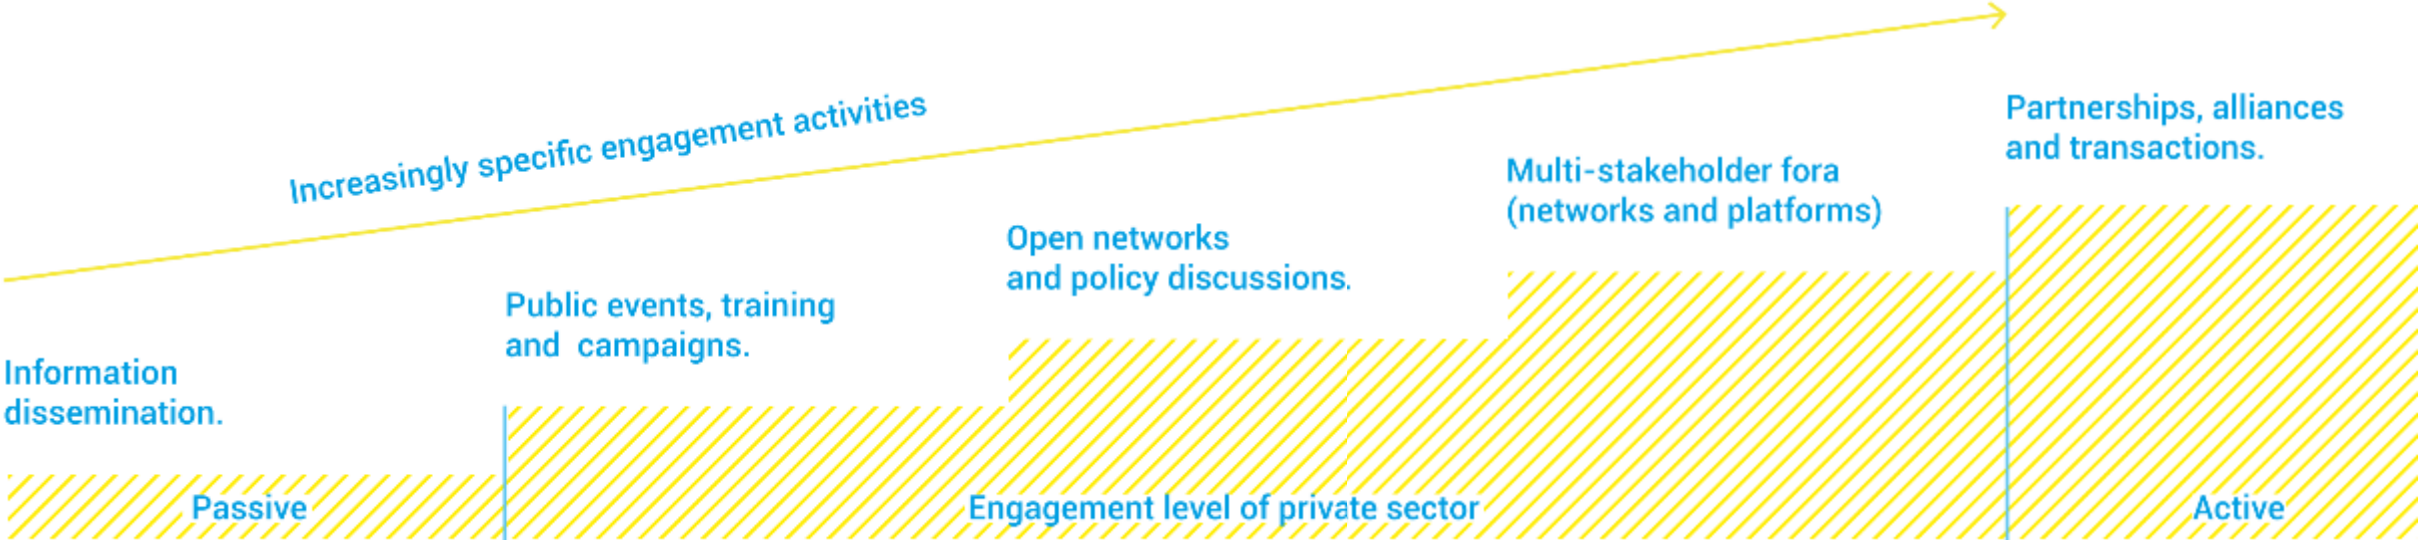 Increasingly specific engagement activities
Partnerships, alliances
and transactions.
Multi-stakeholder fora
(networks and platforms)
Open networks
and policy discussions.
Public events, training
and  campaigns.
Information
dissemination.
Passive
Engagement level of private sector
Active